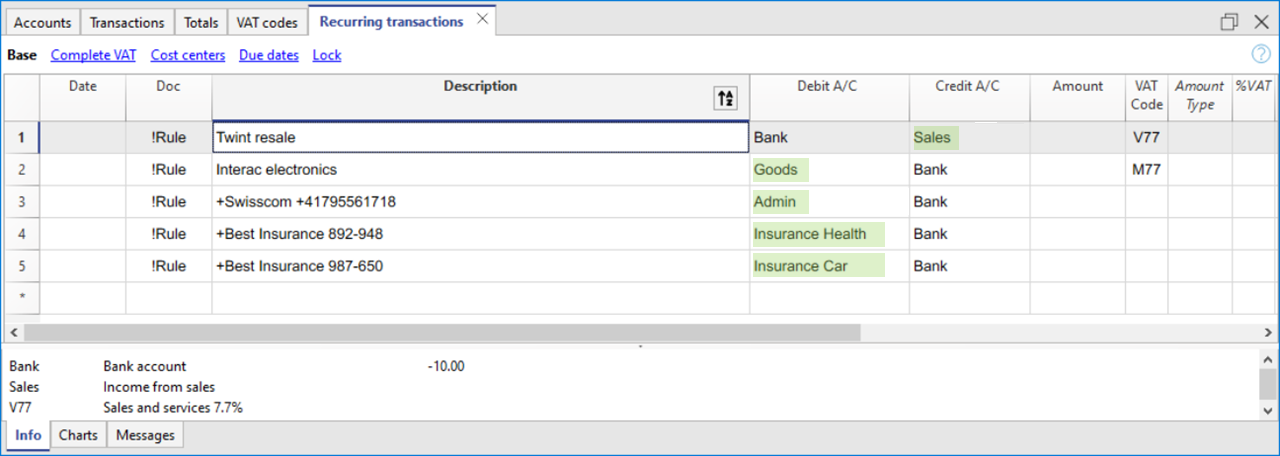 Accounts Transactions Totals VAT codes Recurring transactions
Base Complete VAT Cost centers Due dates Lock ?
Date Doc Description Debit A/C Credit A/C Amount VAT Code Amount Type %VAT
1 !Rule Twint resale Bank Sales V77
2 !Rule Interac electronics Goods Bank M77
3 !Rule +Swisscom +41795561718 Admin Bank
4 !Rule +Best Insurance 892-948 Insurance Health Bank
5 !Rule +Best Insurance 987-650 Insurance Car Bank
*
Bank Bank account -10.00
Sales Income from sales
V77 Sales and services 7.7%
Info Charts Messages